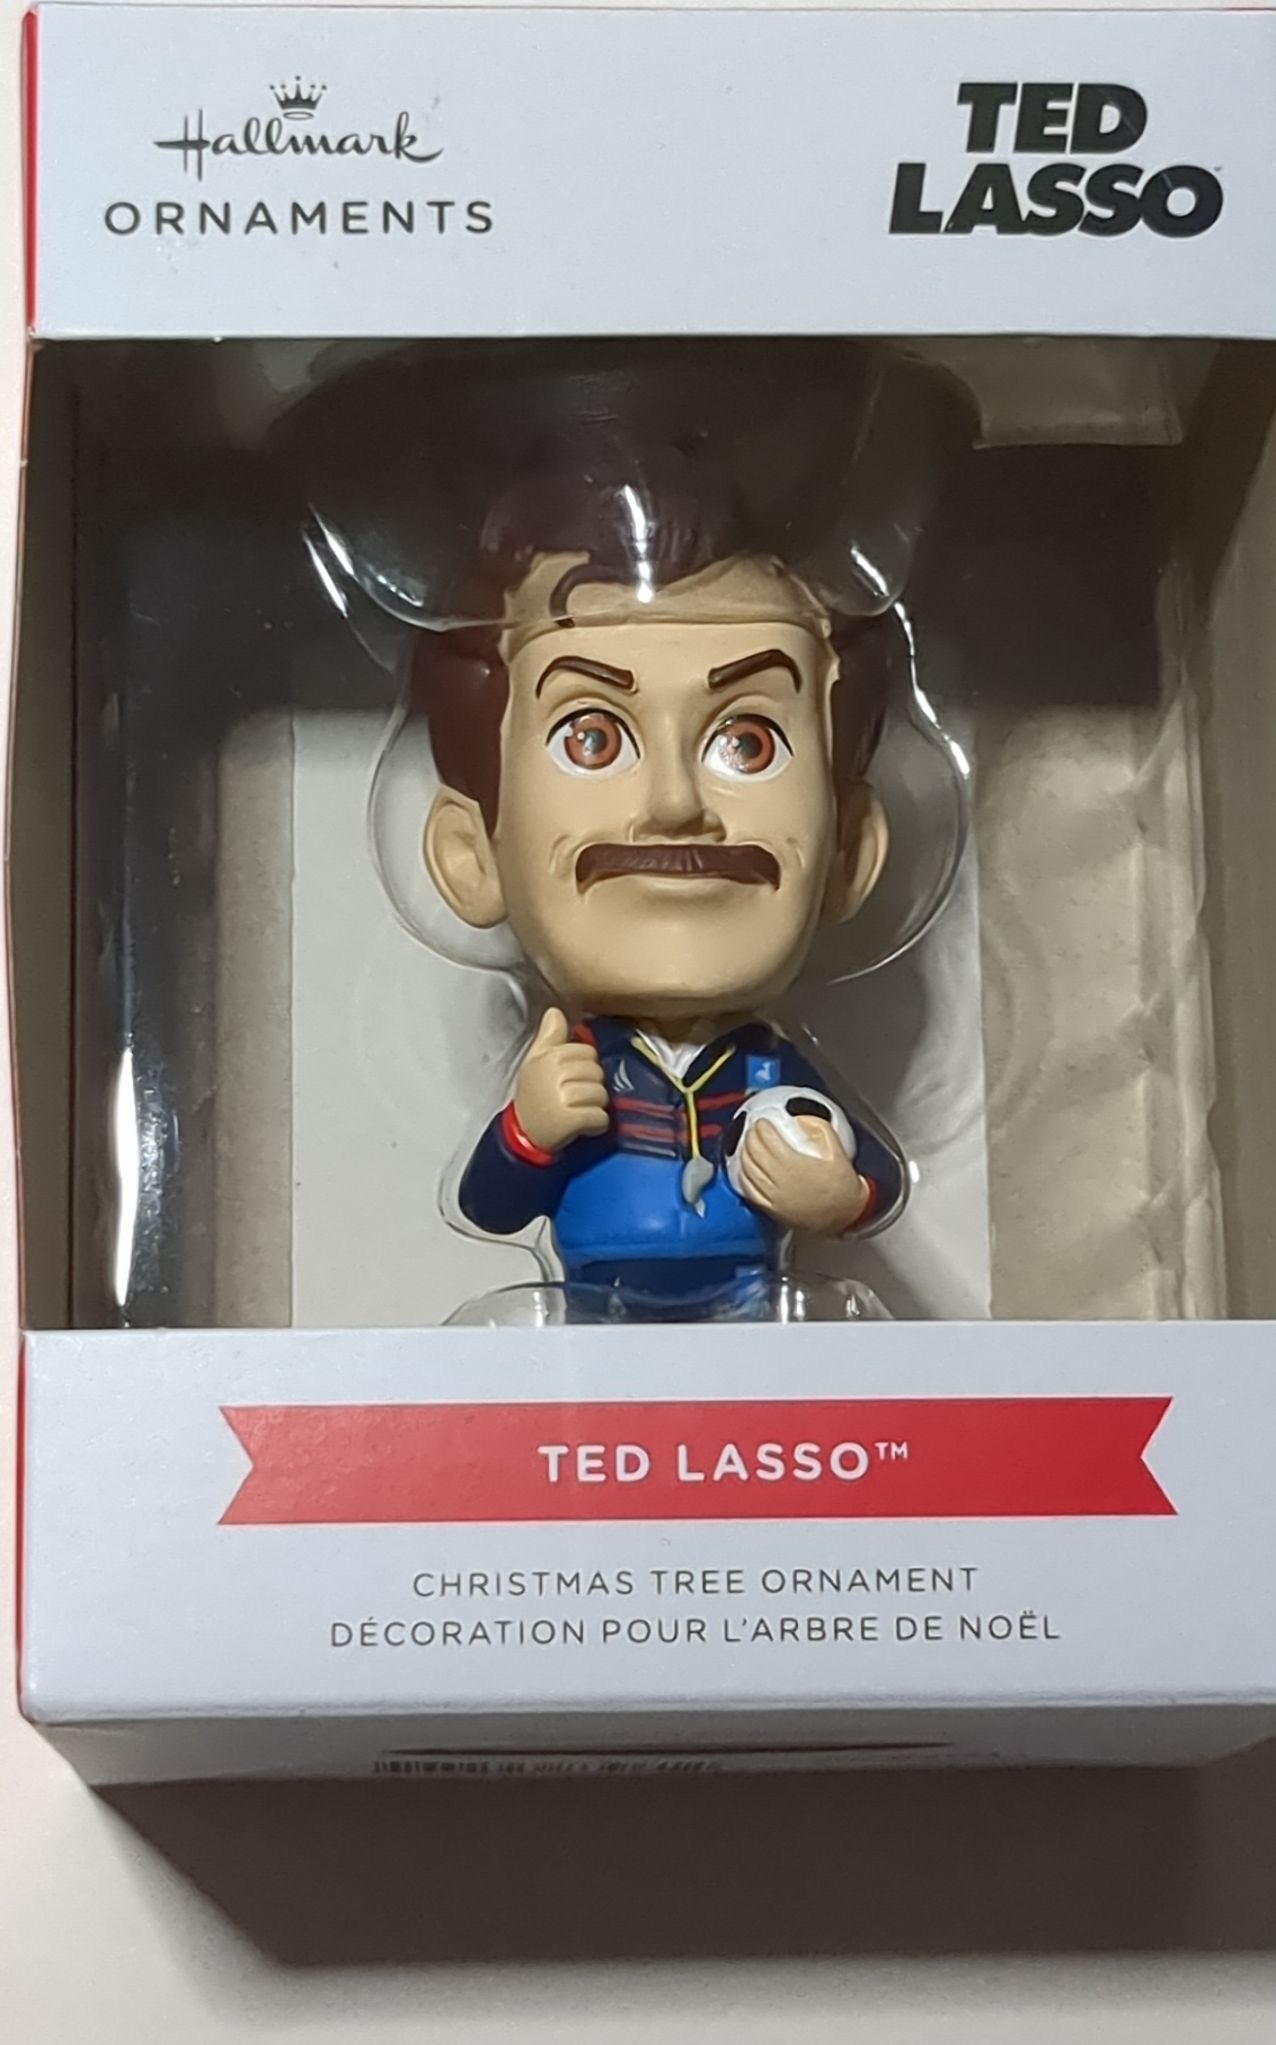 Hallmark
ORNAMENTS
TED
LASSO
TED LASSO™
CHRISTMAS TREE ORNAMENT
DÉCORATION POUR L'ARBRE DE NOËL